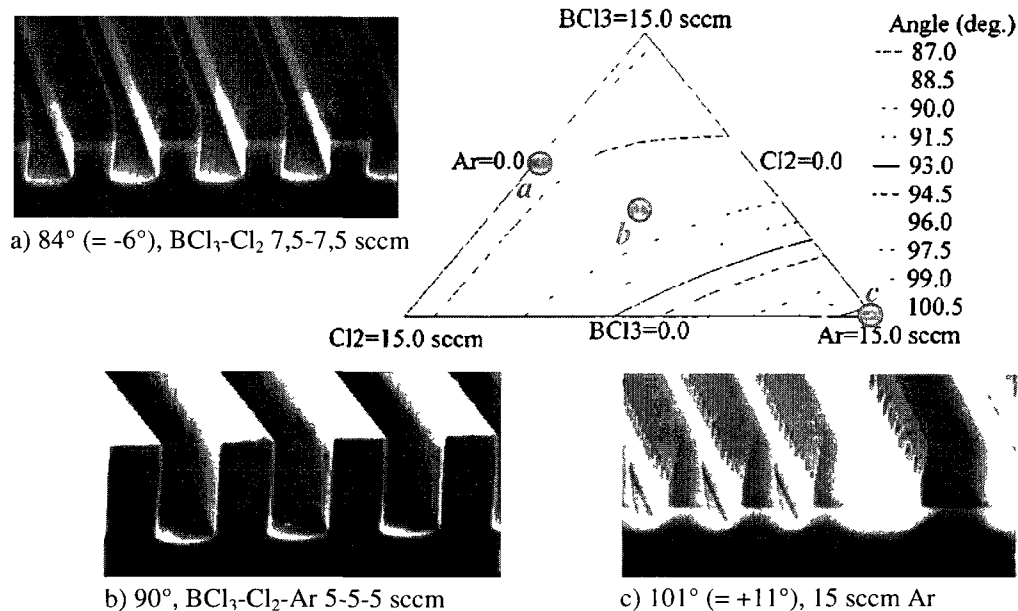 BCl3=15.0 sccm
Angle (deg.)
87.0
88.5
90.0
91.5
93.0
94.5
96.0
97.5
99.0
100.5
Ar=0.0
Cl2=0.0
a
b
c
Cl2=15.0 sccm
BCl3=0.0
Ar=15.0 sccm
a) 84° (= -6°), BCl₃-Cl₂ 7,5-7,5 sccm
b) 90°, BCl₃-Cl₂-Ar 5-5-5 sccm
c) 101° (= +11°), 15 sccm Ar